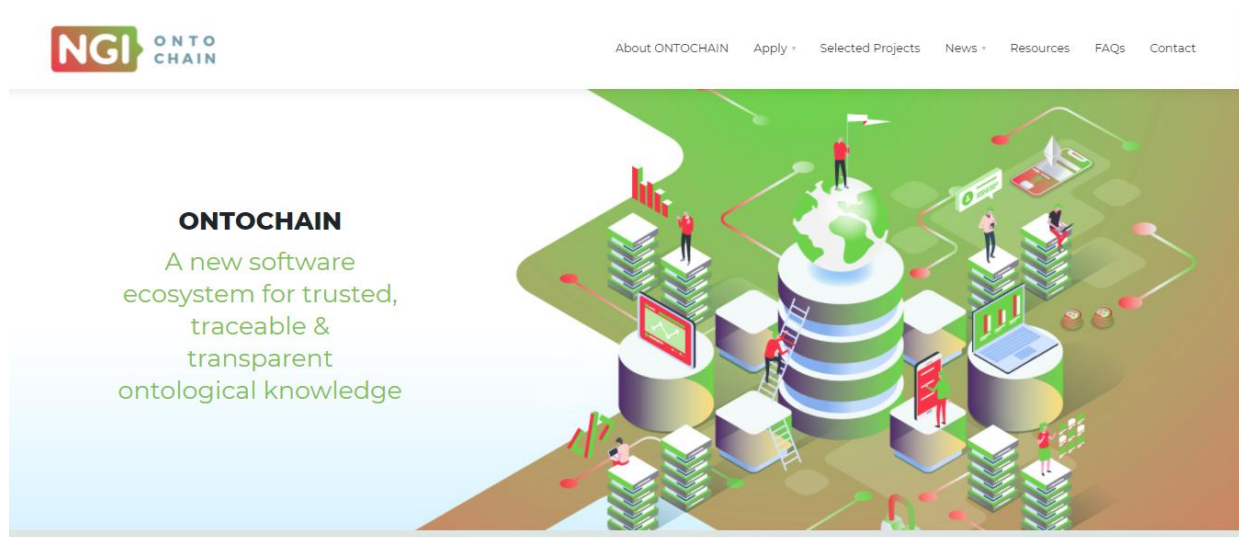 NGI ONTO
CHAIN
About ONTOCHAIN Apply Selected Projects News Resources FAQs Contact
ONTOCHAIN
A new software
ecosystem for trusted,
traceable &
transparent
ontological knowledge